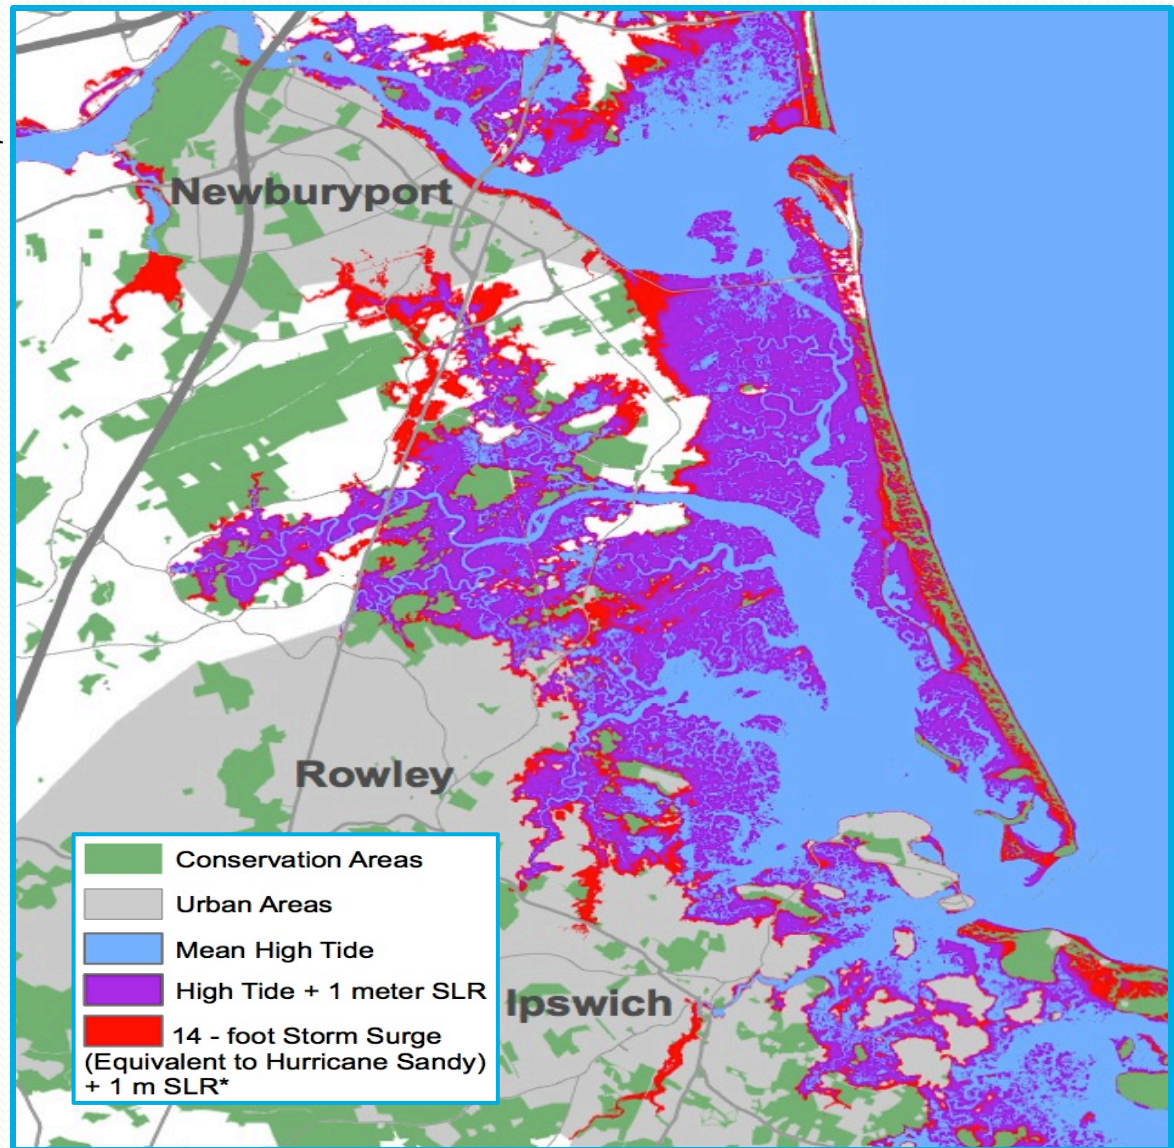 Newburyport
Rowley
Ipswich
Conservation Areas
Urban Areas
Mean High Tide
High Tide + 1 meter SLR
14 - foot Storm Surge
(Equivalent to Hurricane Sandy)
+ 1 m SLR*